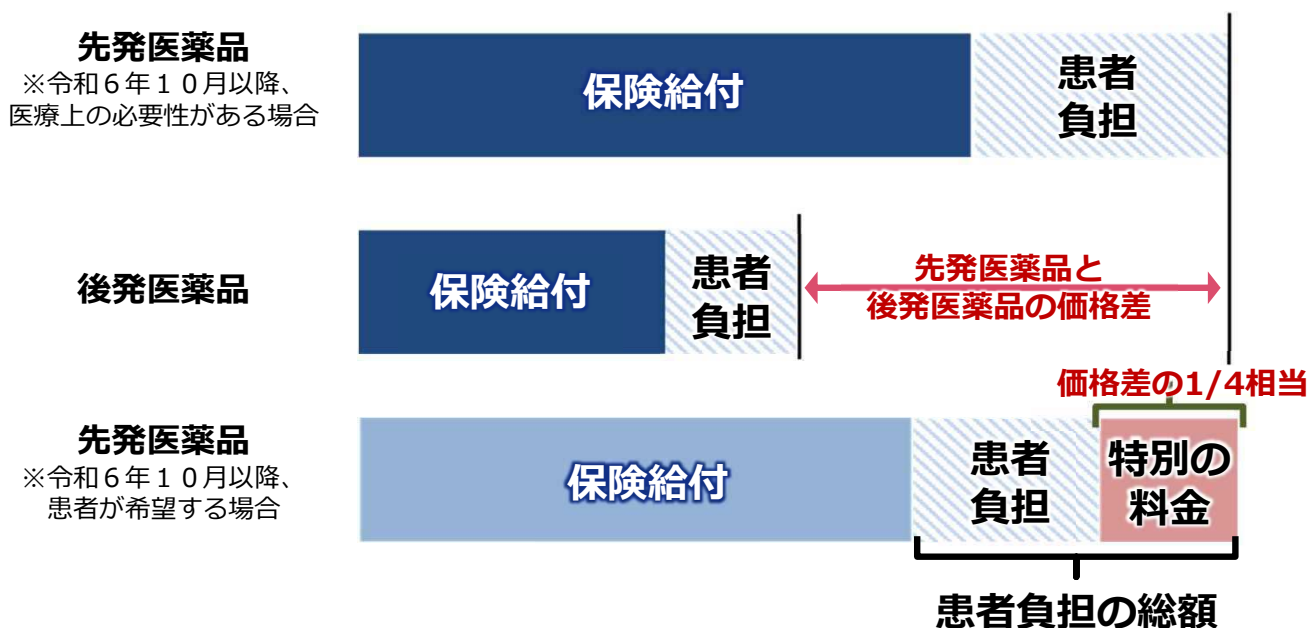 先発医薬品
※令和６年１０月以降、
医療上の必要性がある場合
保険給付
患者
負担
後発医薬品
保険給付
患者
負担
先発医薬品と
後発医薬品の価格差
価格差の1/4相当
先発医薬品
※令和６年１０月以降、
患者が希望する場合
保険給付
患者
負担
特別の
料金
患者負担の総額